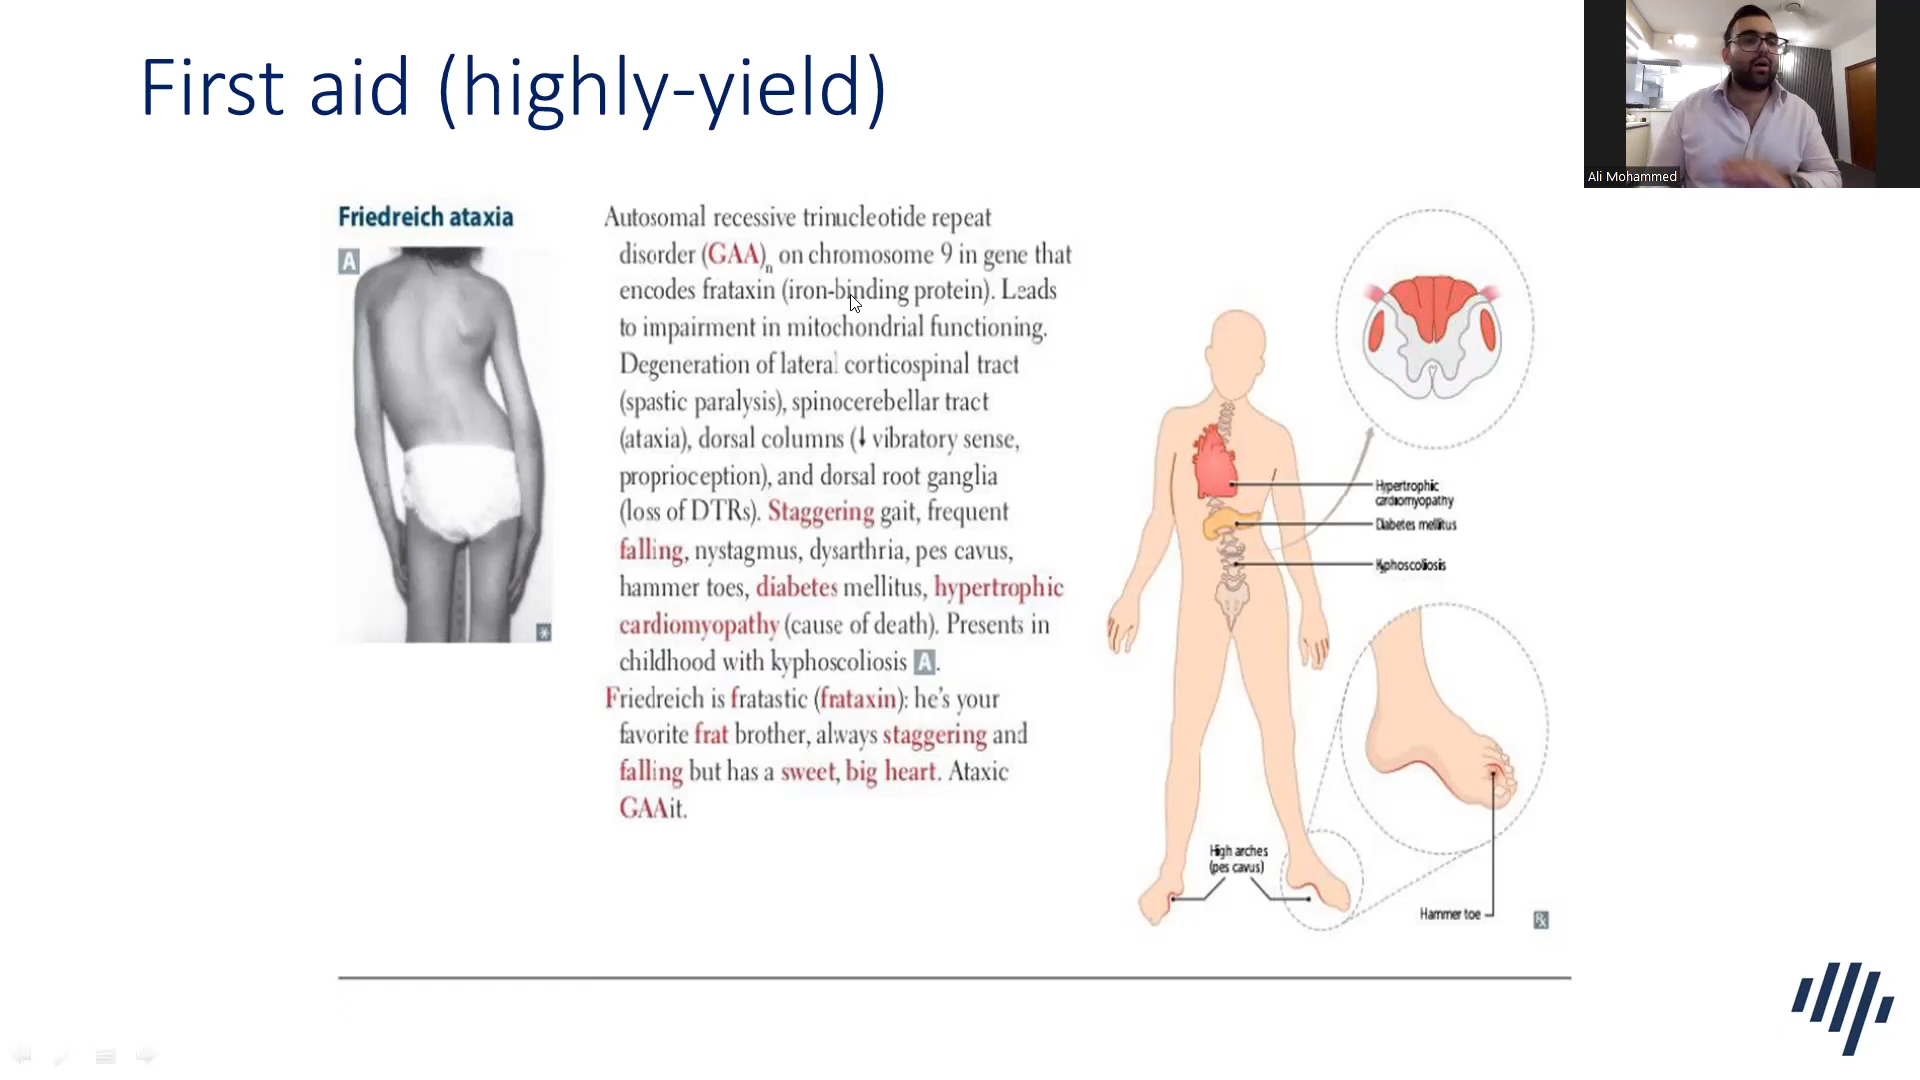 First aid (highly-yield)
Ali Mohammed
Friedreich ataxia
A
Autosomal recessive trinucleotide repeat
disorder (GAA)n on chromosome 9 in gene that
encodes frataxin (iron-binding protein). Leads
to impairment in mitochondrial functioning.
Degeneration of lateral corticospinal tract
(spastic paralysis), spinocerebellar tract
(ataxia), dorsal columns (↓ vibratory sense,
proprioception), and dorsal root ganglia
(loss of DTRs). Staggering gait, frequent
falling, nystagmus, dysarthria, pes cavus,
hammer toes, diabetes mellitus, hypertrophic
cardiomyopathy (cause of death). Presents in
childhood with kyphoscoliosis A.
Friedreich is fratastic (frataxin): he's your
favorite frat brother, always staggering and
falling but has a sweet, big heart. Ataxic
GAAit.
Hypertrophic
cardiomyopathy
Diabetes mellitus
Kyphoscoliosis
High arches
(pes cavus)
Hammer toe
Rx